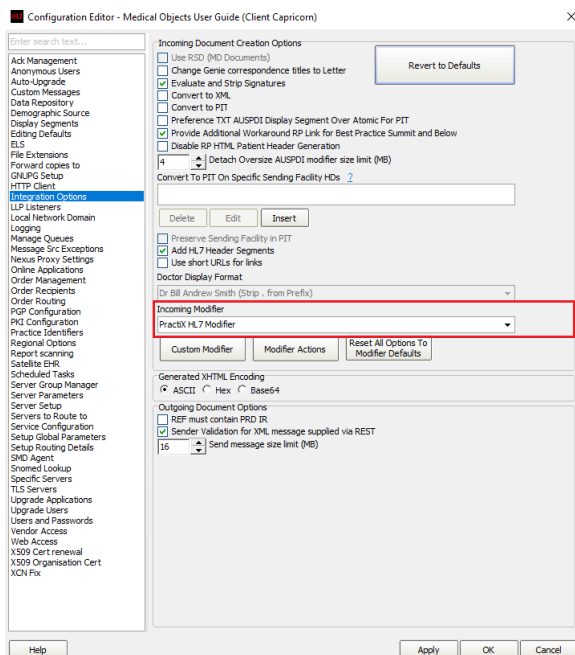 Configuration Editor - Medical Objects User Guide (Client Capricorn)
Enter search text...
Ack Management
Anonymous Users
Auto-Upgrade
Custom Messages
Data Repository
Demographic Source
Display Segments
Editing Defaults
ELS
File Extensions
Forward copies to
GNUPG Setup
HTTP Client
Integration Options
LLP Listeners
Local Network Domain
Logging
Manage Queues
Message Src Exceptions
Nexus Proxy Settings
Online Applications
Order Management
Order Recipients
Order Routing
PGP Configuration
PKI Configuration
Practice Identifiers
Regional Options
Report scanning
Satellite EHR
Scheduled Tasks
Server Group Manager
Server Parameters
Server Setup
Servers to Route to
Service Configuration
Setup Global Parameters
Setup Routing Details
SMD Agent
Snomed Lookup
Specific Servers
TLS Servers
Upgrade Applications
Upgrade Users
Users and Passwords
Vendor Access
Web Access
X509 Cert renewal
X509 Organisation Cert
XCN Fix
Incoming Document Creation Options
Use RSD (MD Documents)
Revert to Defaults
Change Genie correspondence titles to Letter
Evaluate and Strip Signatures
Convert to XML
Convert to PIT
Preference TXT AUSPDI Display Segment Over Atomic For PIT
Provide Additional Workaround RP Link for Best Practice Summit and Below
Disable RP HTML Patient Header Generation
4 Detach Oversize AUSPDI modifier size limit (MB)
Convert To PIT On Specific Sending Facility HDs ?
Delete Edit Insert
Preserve Sending Facility in PIT
Add HL7 Header Segments
Use short URLs for links
Doctor Display Format
Dr Bill Andrew Smith (Strip . from Prefix)
Incoming Modifier
PractiX HL7 Modifier
Custom Modifier Modifier Actions Reset All Options To
Modifier Defaults
Generated XHTML Encoding
ASCII Hex Base64
Outgoing Document Options
REF must contain PRD IR
Sender Validation for XML message supplied via REST
16 Send message size limit (MB)
Help Apply OK Cancel